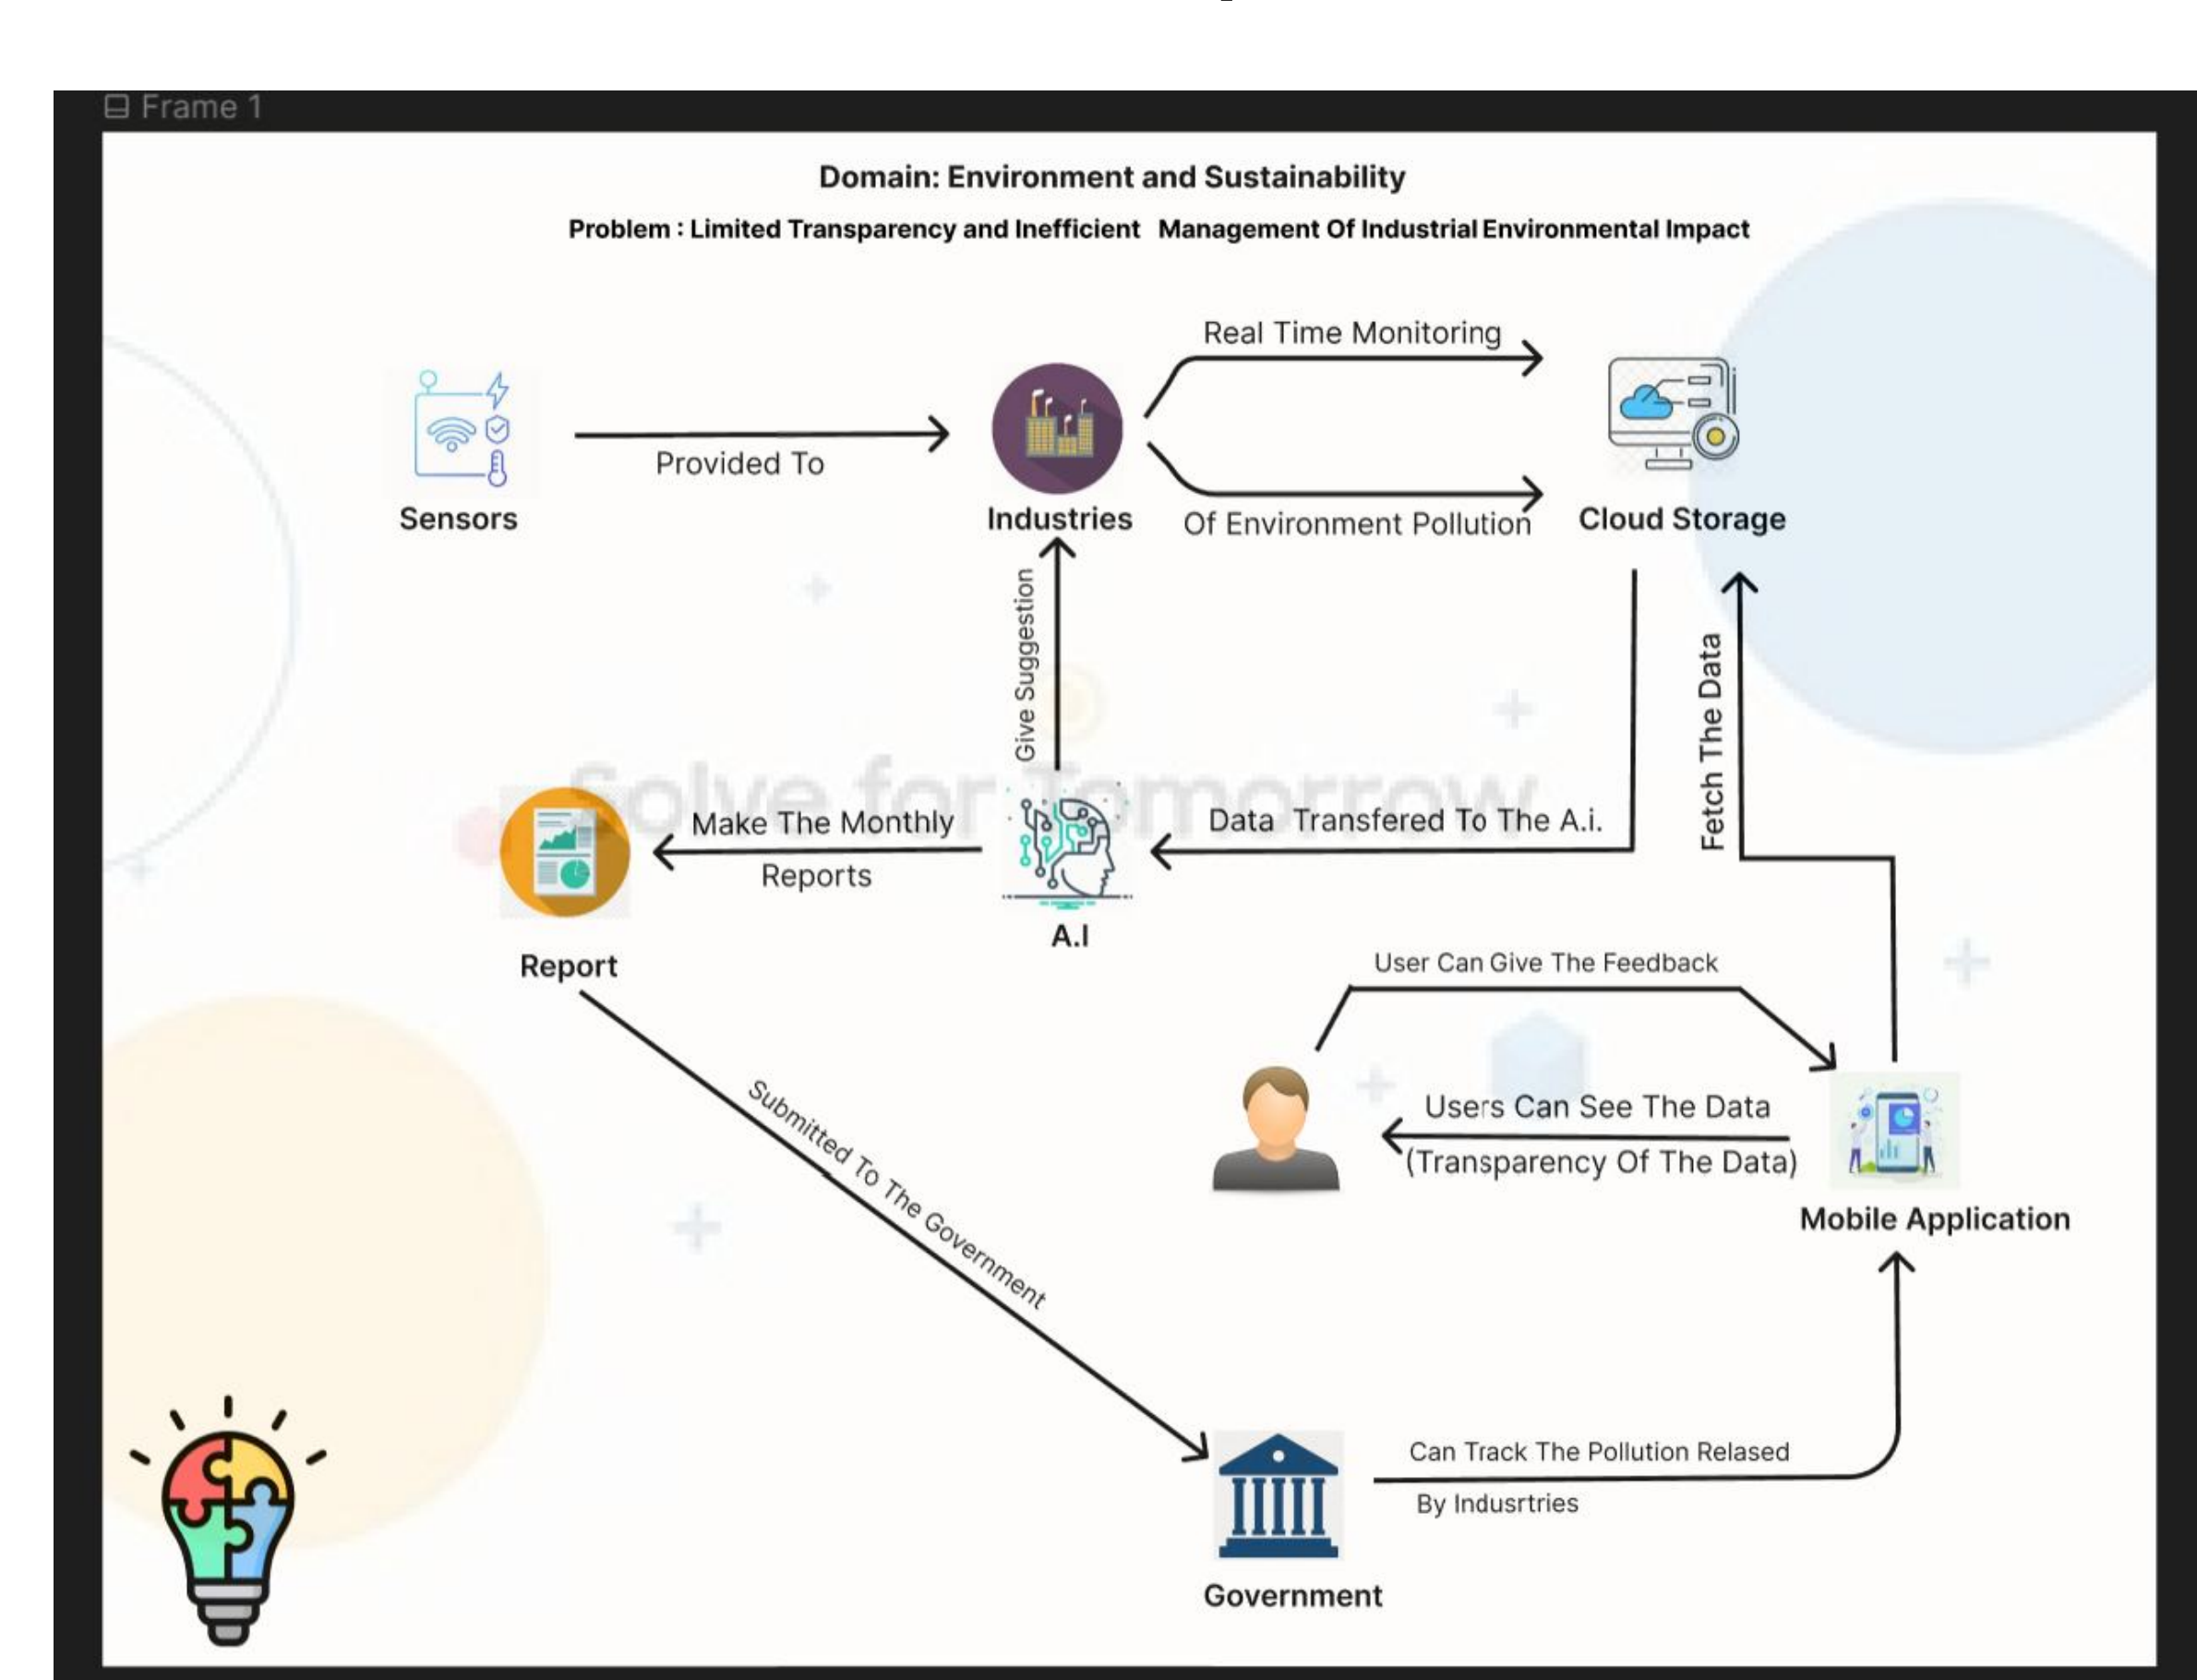 Frame 1
Domain: Environment and Sustainability
Problem : Limited Transparency and Inefficient Management Of Industrial Environmental Impact
Real Time Monitoring
Provided To
Sensors
Industries
Of Environment Pollution
Cloud Storage
Give Suggestion
Fetch The Data
Solve for Tomorrow
Make The Monthly
Reports
Data Transfered To The A.i.
A.I
Report
User Can Give The Feedback
Submitted To The Government
Users Can See The Data
(Transparency Of The Data)
Mobile Application
Can Track The Pollution Relased
By Indusrtries
Government